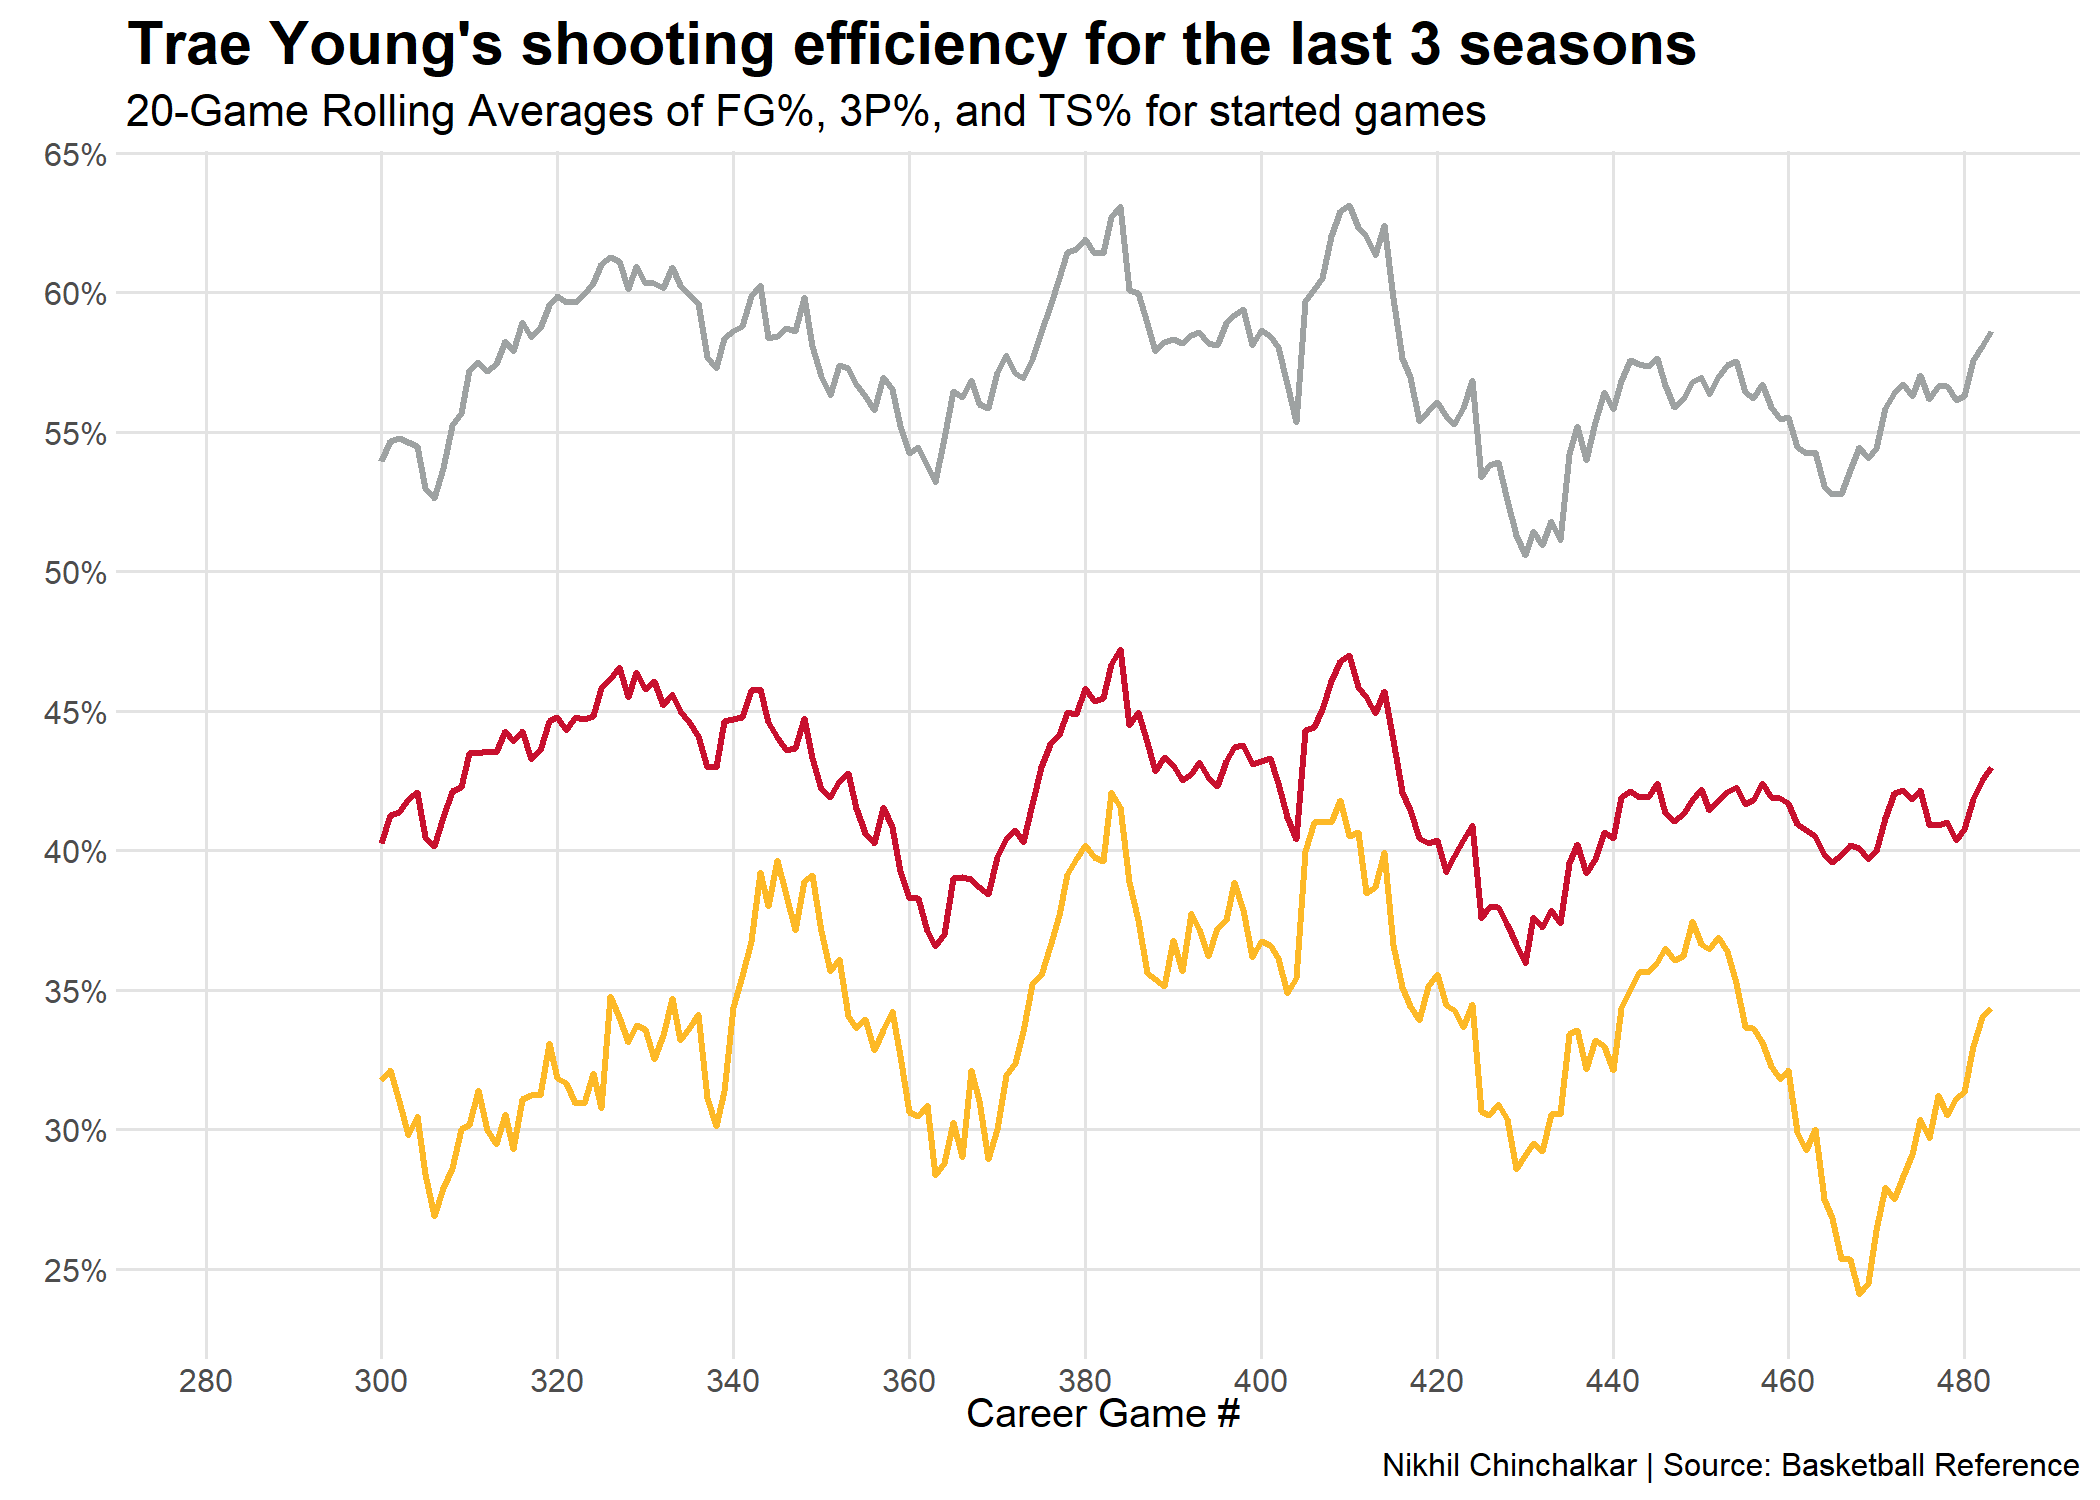 Trae Young's shooting efficiency for the last 3 seasons
20-Game Rolling Averages of FG%, 3P%, and TS% for started games
65%
60%
55%
50%
45%
40%
35%
30%
25%
280 300 320 340 360 380 400 420 440 460 480
Career Game #
Nikhil Chinchalkar | Source: Basketball Reference